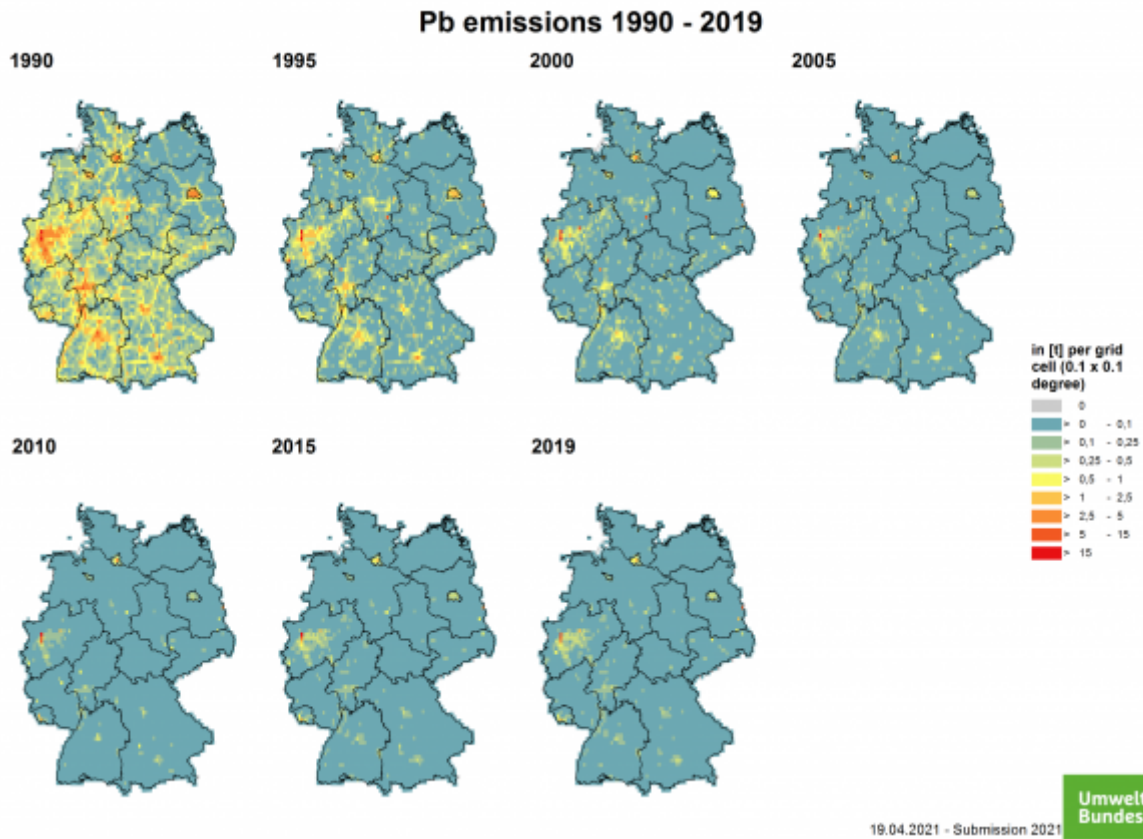 Pb emissions 1990 - 2019
1990
1995
2000
2005
in [t] per grid
cell (0.1 x 0.1
degree)
0
> 0 - 0,1
> 0,1 - 0,25
> 0,25 - 0,5
> 0,5 - 1
> 1 - 2,5
> 2,5 - 5
> 5 - 15
> 15
2010
2015
2019
19.04.2021 - Submission 2021
Umwelt
Bundes